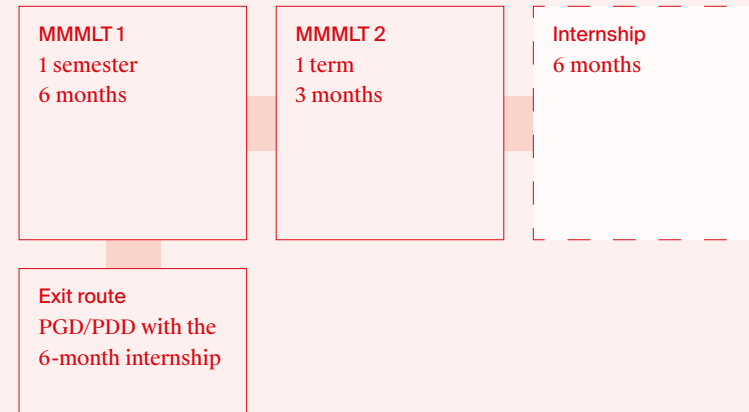 MMMLT 1
1 semester
6 months
MMMLT 2
1 term
3 months
Internship
6 months
Exit route
PGD/PDD with the
6-month internship